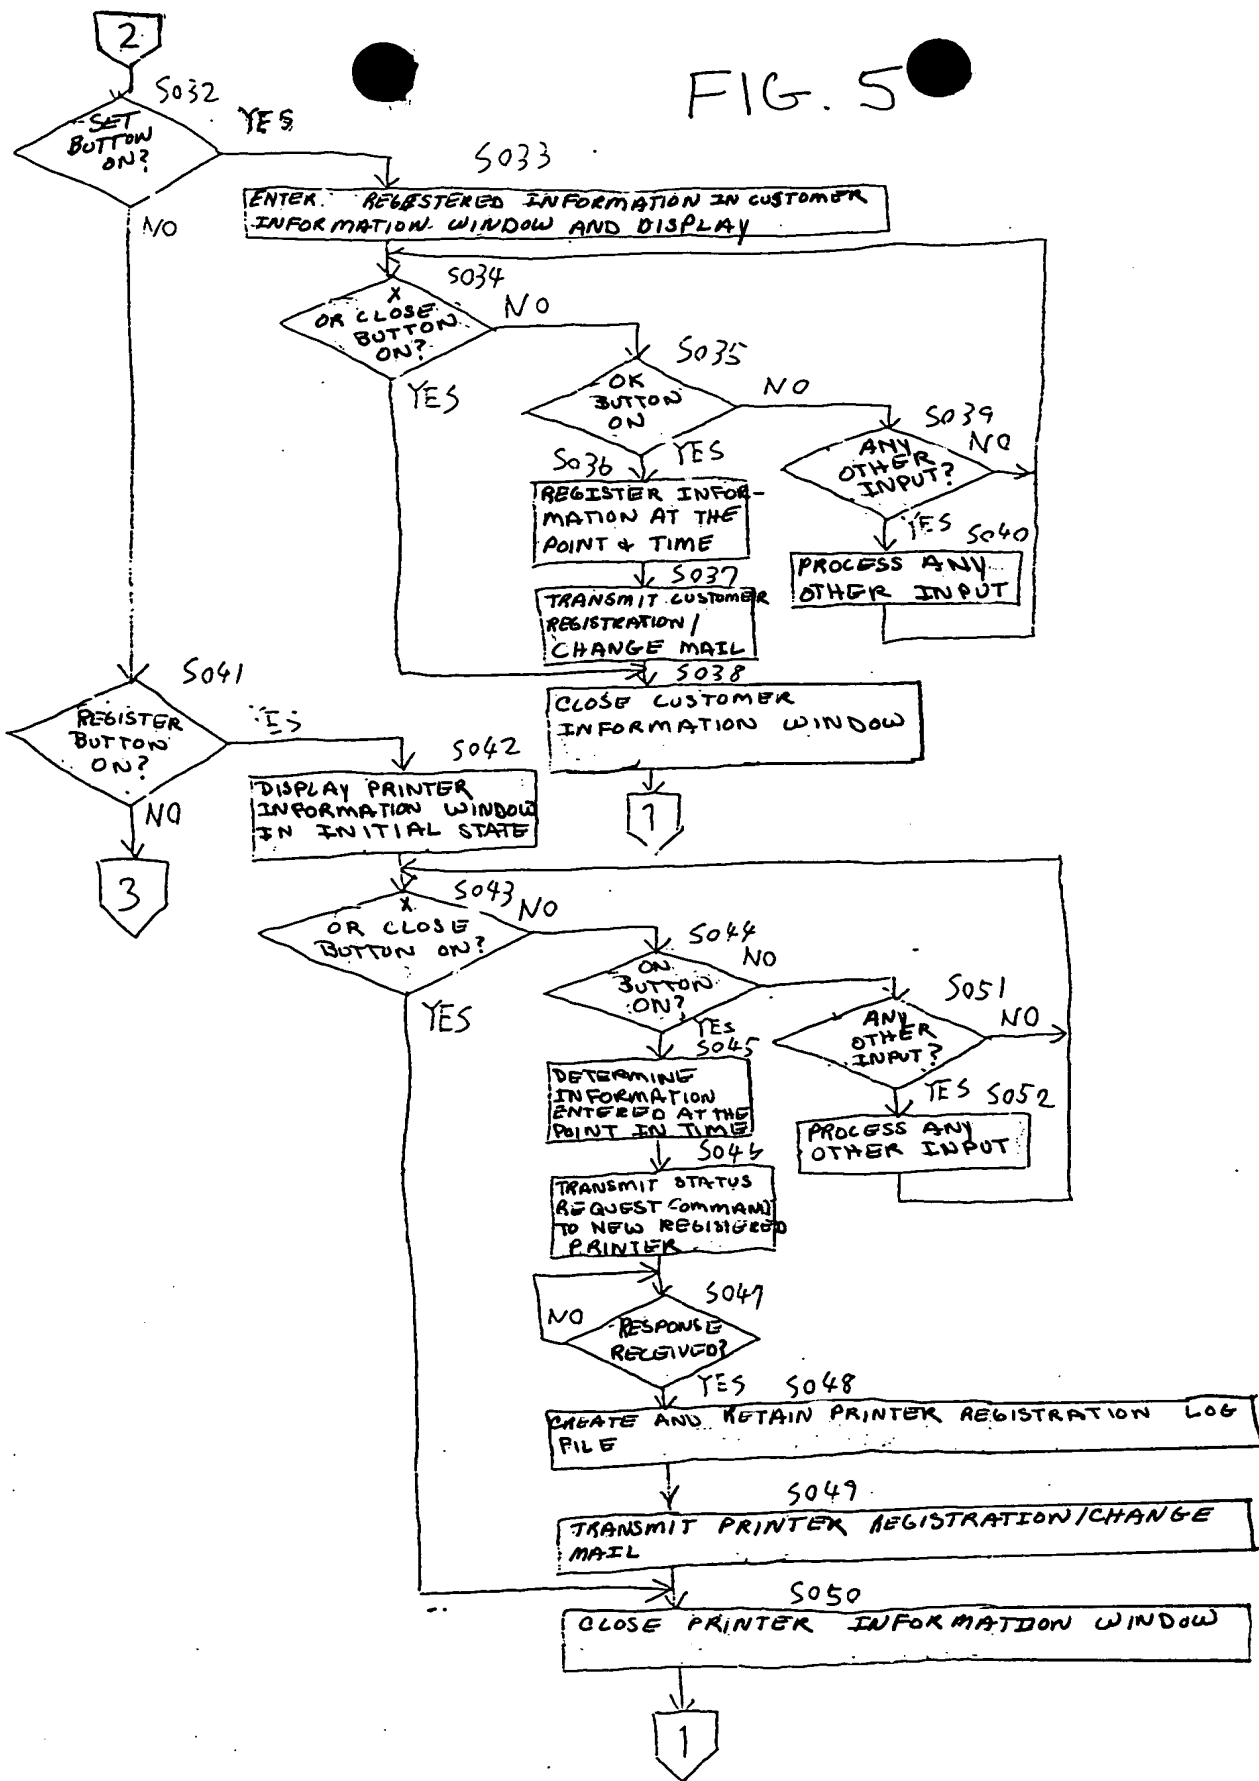 2
FIG. 5
S032
SET
BUTTON
ON?
YES
NO
S033
ENTER. REGISTERED INFORMATION IN CUSTOMER
INFORMATION WINDOW AND DISPLAY
S034
X
OR CLOSE
BUTTON
ON?
NO
YES
S035
OK
BUTTON
ON
NO
YES
S039
ANY
OTHER
INPUT?
NO
YES
S036
REGISTER INFOR-
MATION AT THE
POINT & TIME
S040
PROCESS ANY
OTHER INPUT
S037
TRANSMIT CUSTOMER
REGISTRATION/
CHANGE MAIL
S038
CLOSE CUSTOMER
INFORMATION WINDOW
1
S041
REGISTER
BUTTON
ON?
NO
3
S042
DISPLAY PRINTER
INFORMATION WINDOW
IN INITIAL STATE
S043
X
OR CLOSE
BUTTON ON?
NO
YES
S044
ON
BUTTON
ON?
NO
YES
S051
ANY
OTHER
INPUT?
NO
YES
S045
DETERMINE
INFORMATION
ENTERED AT THE
POINT IN TIME
S052
PROCESS ANY
OTHER INPUT
S046
TRANSMIT STATUS
REQUEST COMMAND
TO NEW REGISTERED
PRINTER
S047
RESPONSE
RECEIVED?
NO
YES
S048
CREATE AND RETAIN PRINTER REGISTRATION LOG
FILE
S049
TRANSMIT PRINTER REGISTRATION/CHANGE
MAIL
S050
CLOSE PRINTER INFORMATION WINDOW
1